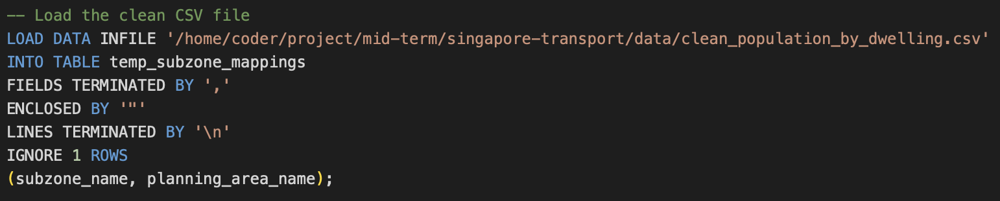 -- Load the clean CSV file
LOAD DATA INFILE '/home/coder/project/mid-term/singapore-transport/data/clean_population_by_dwelling.csv'
INTO TABLE temp_subzone_mappings
FIELDS TERMINATED BY ','
ENCLOSED BY '"'
LINES TERMINATED BY '\n'
IGNORE 1 ROWS
(subzone_name, planning_area_name);